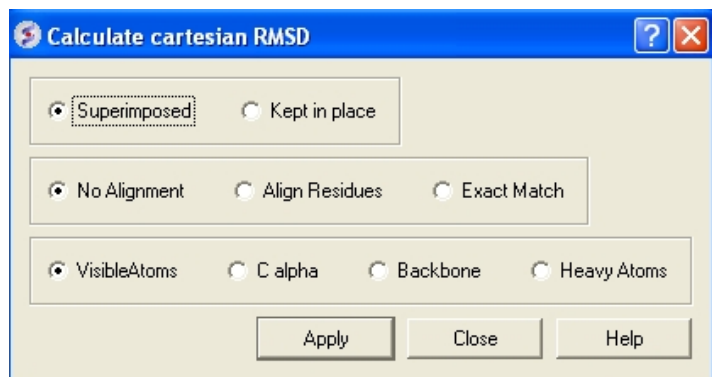 Calculate cartesian RMSD
Superimposed Kept in place
No Alignment Align Residues Exact Match
VisibleAtoms C alpha Backbone Heavy Atoms
Apply Close Help